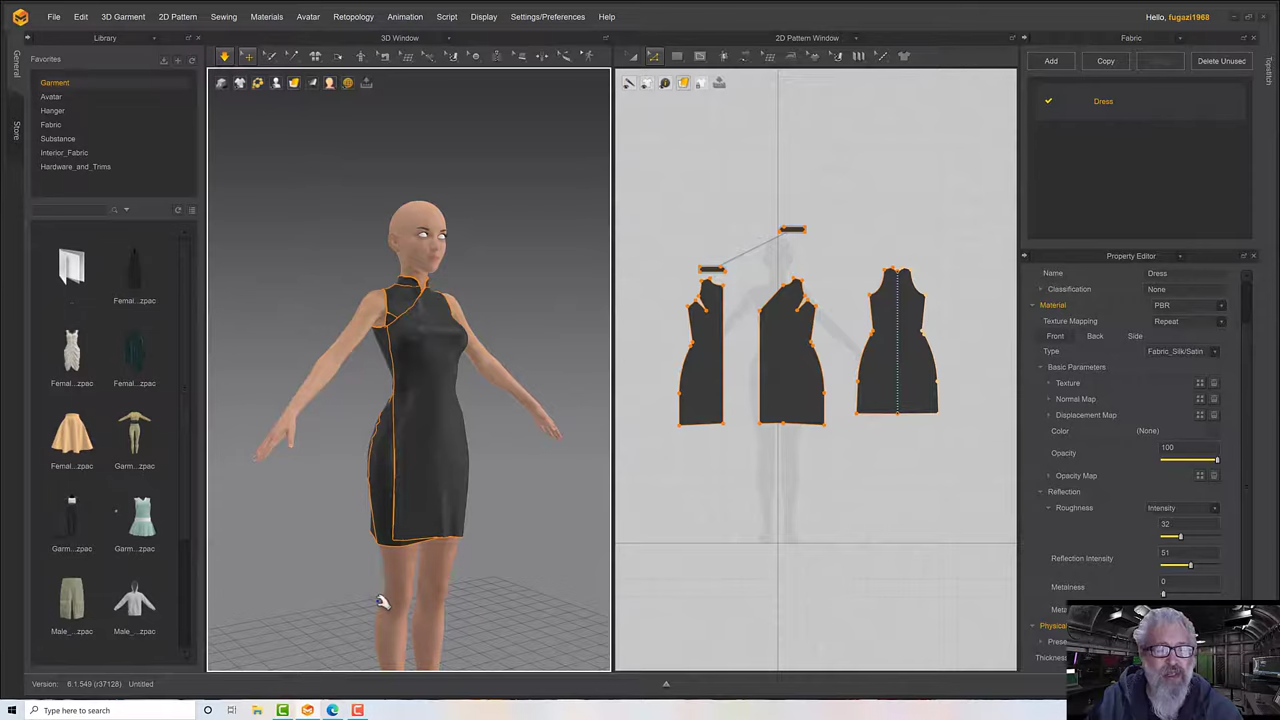 File Edit 3D Garment 2D Pattern Sewing Materials Avatar Retopology Animation Script Display Settings/Preferences Help Hello, fugazi1968
Library 3D Window 2D Pattern Window Fabric
General
Store
Topstitch
Favorites
Garment
Avatar
Hanger
Fabric
Substance
Interior_Fabric
Hardware_and_Trims
Femal...zpac
Femal...zpac Femal...zpac
Femal...zpac Garm...zpac
Garm...zpac Garm...zpac
Male_...zpac Male_...zpac
Add Copy Delete Unused
Dress
Property Editor
Name Dress
Classification None
Material PBR
Texture Mapping Repeat
Front Back Side
Type Fabric_Silk/Satin
Basic Parameters
Texture
Normal Map
Displacement Map
Color (None)
Opacity 100
Opacity Map
Reflection
Roughness Intensity
32
Reflection Intensity 51
Metalness 0
Physical
Thickness
Version: 6.1.549 (r37128) Untitled
Type here to search